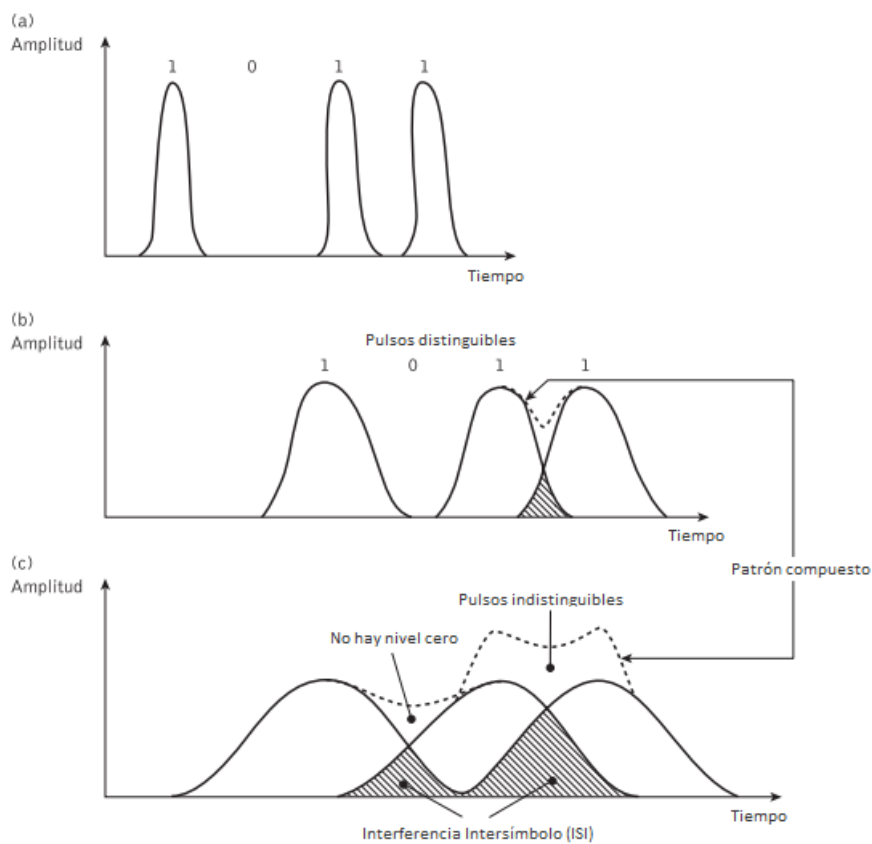 (a)
Amplitud
1 0 1 1
Tiempo
(b)
Amplitud
Pulsos distinguibles
1 0 1 1
Tiempo
Patrón compuesto
(c)
Amplitud
Pulsos indistinguibles
No hay nivel cero
Tiempo
Interferencia Intersímbolo (ISI)